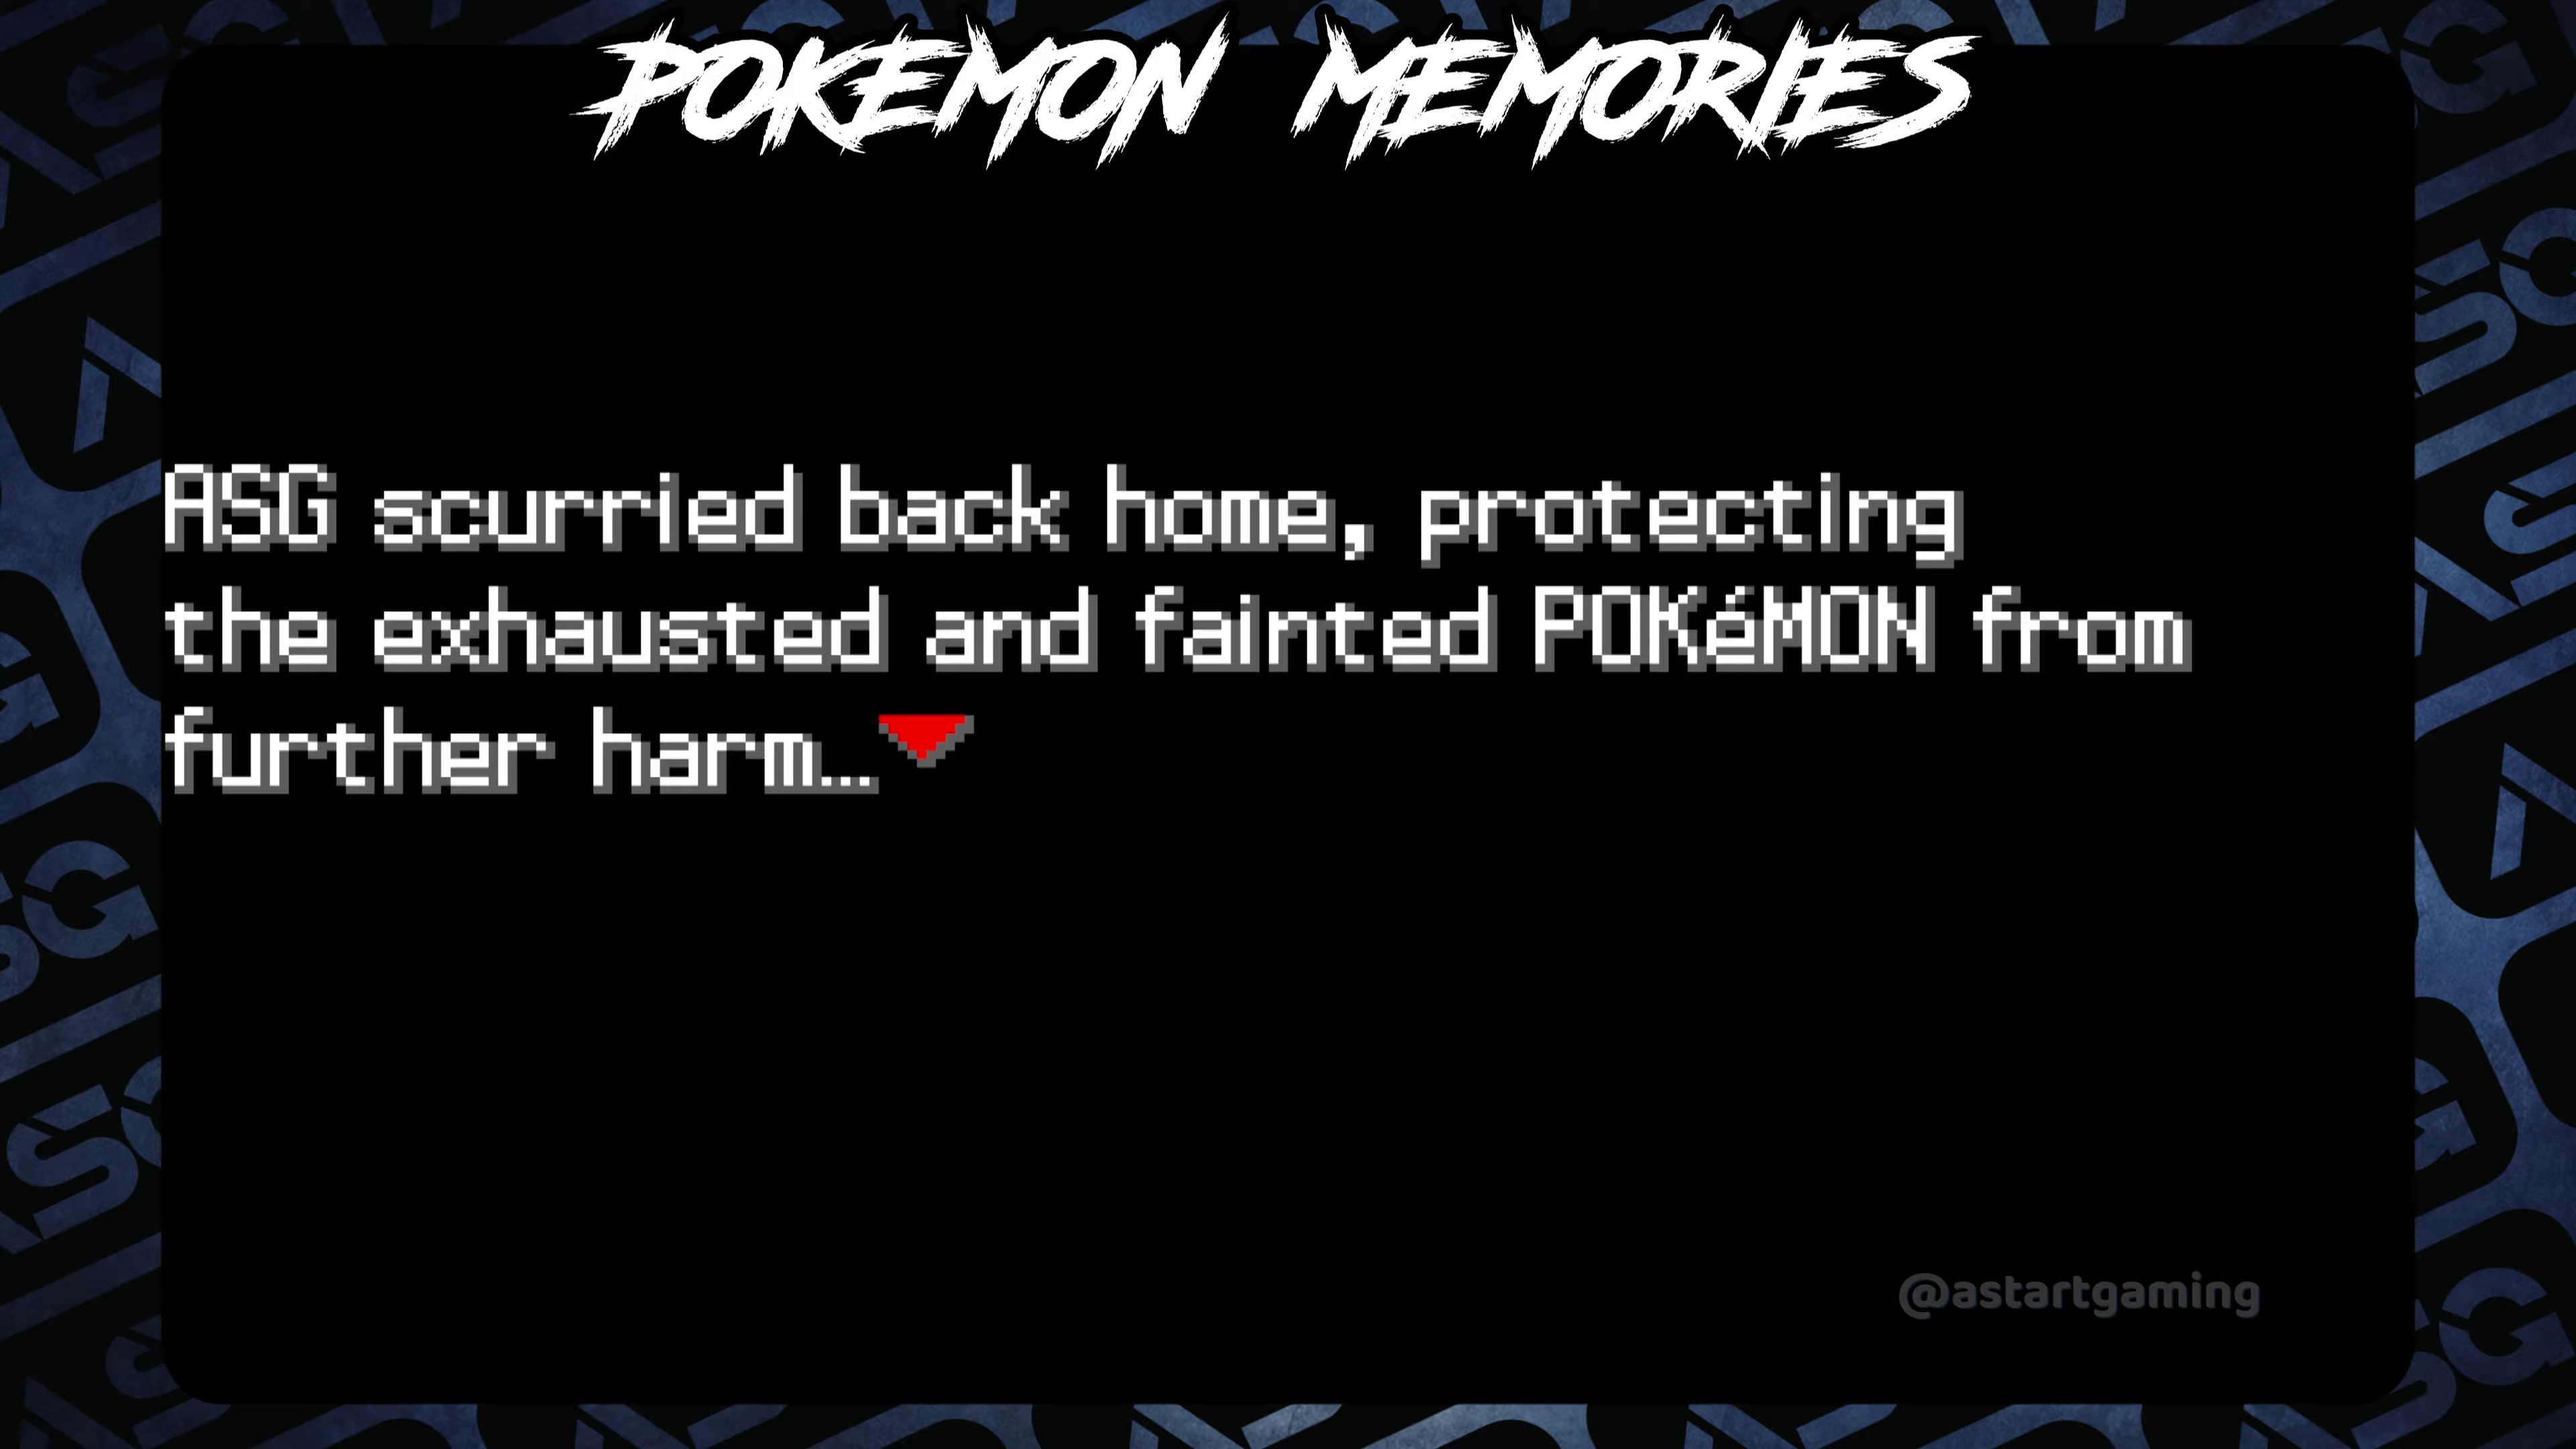 POKEMON MEMORIES
ASG scurried back home, protecting
the exhausted and fainted POKéMON from
further harm…
@astartgaming